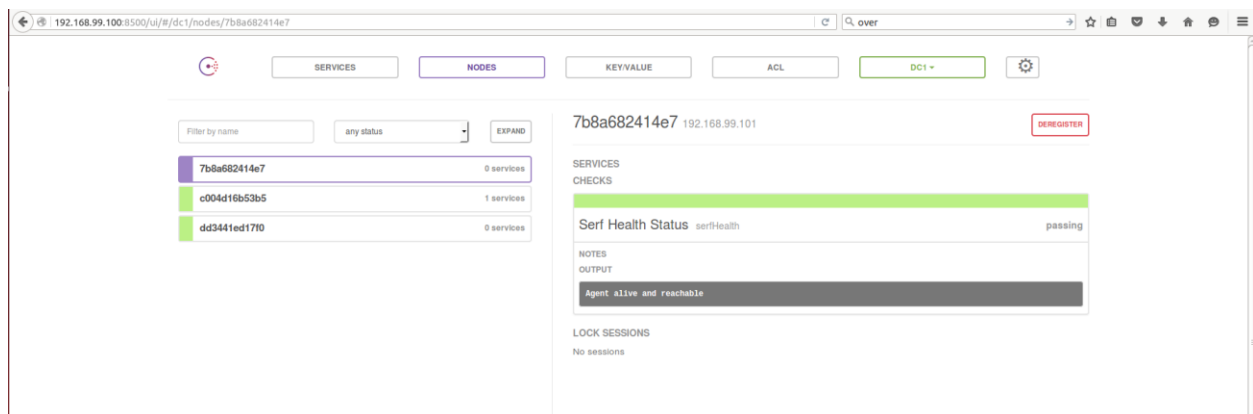 192.168.99.100:8500/ui/#/dc1/nodes/7b8a682414e7
over
SERVICES
NODES
KEY/VALUE
ACL
DC1
Filter by name
any status
EXPAND
7b8a682414e7 0 services
c004d16b53b5 1 services
dd3441ed17f0 0 services
7b8a682414e7 192.168.99.101
DEREGISTER
SERVICES
CHECKS
Serf Health Status serfHealth passing
NOTES
OUTPUT
Agent alive and reachable
LOCK SESSIONS
No sessions